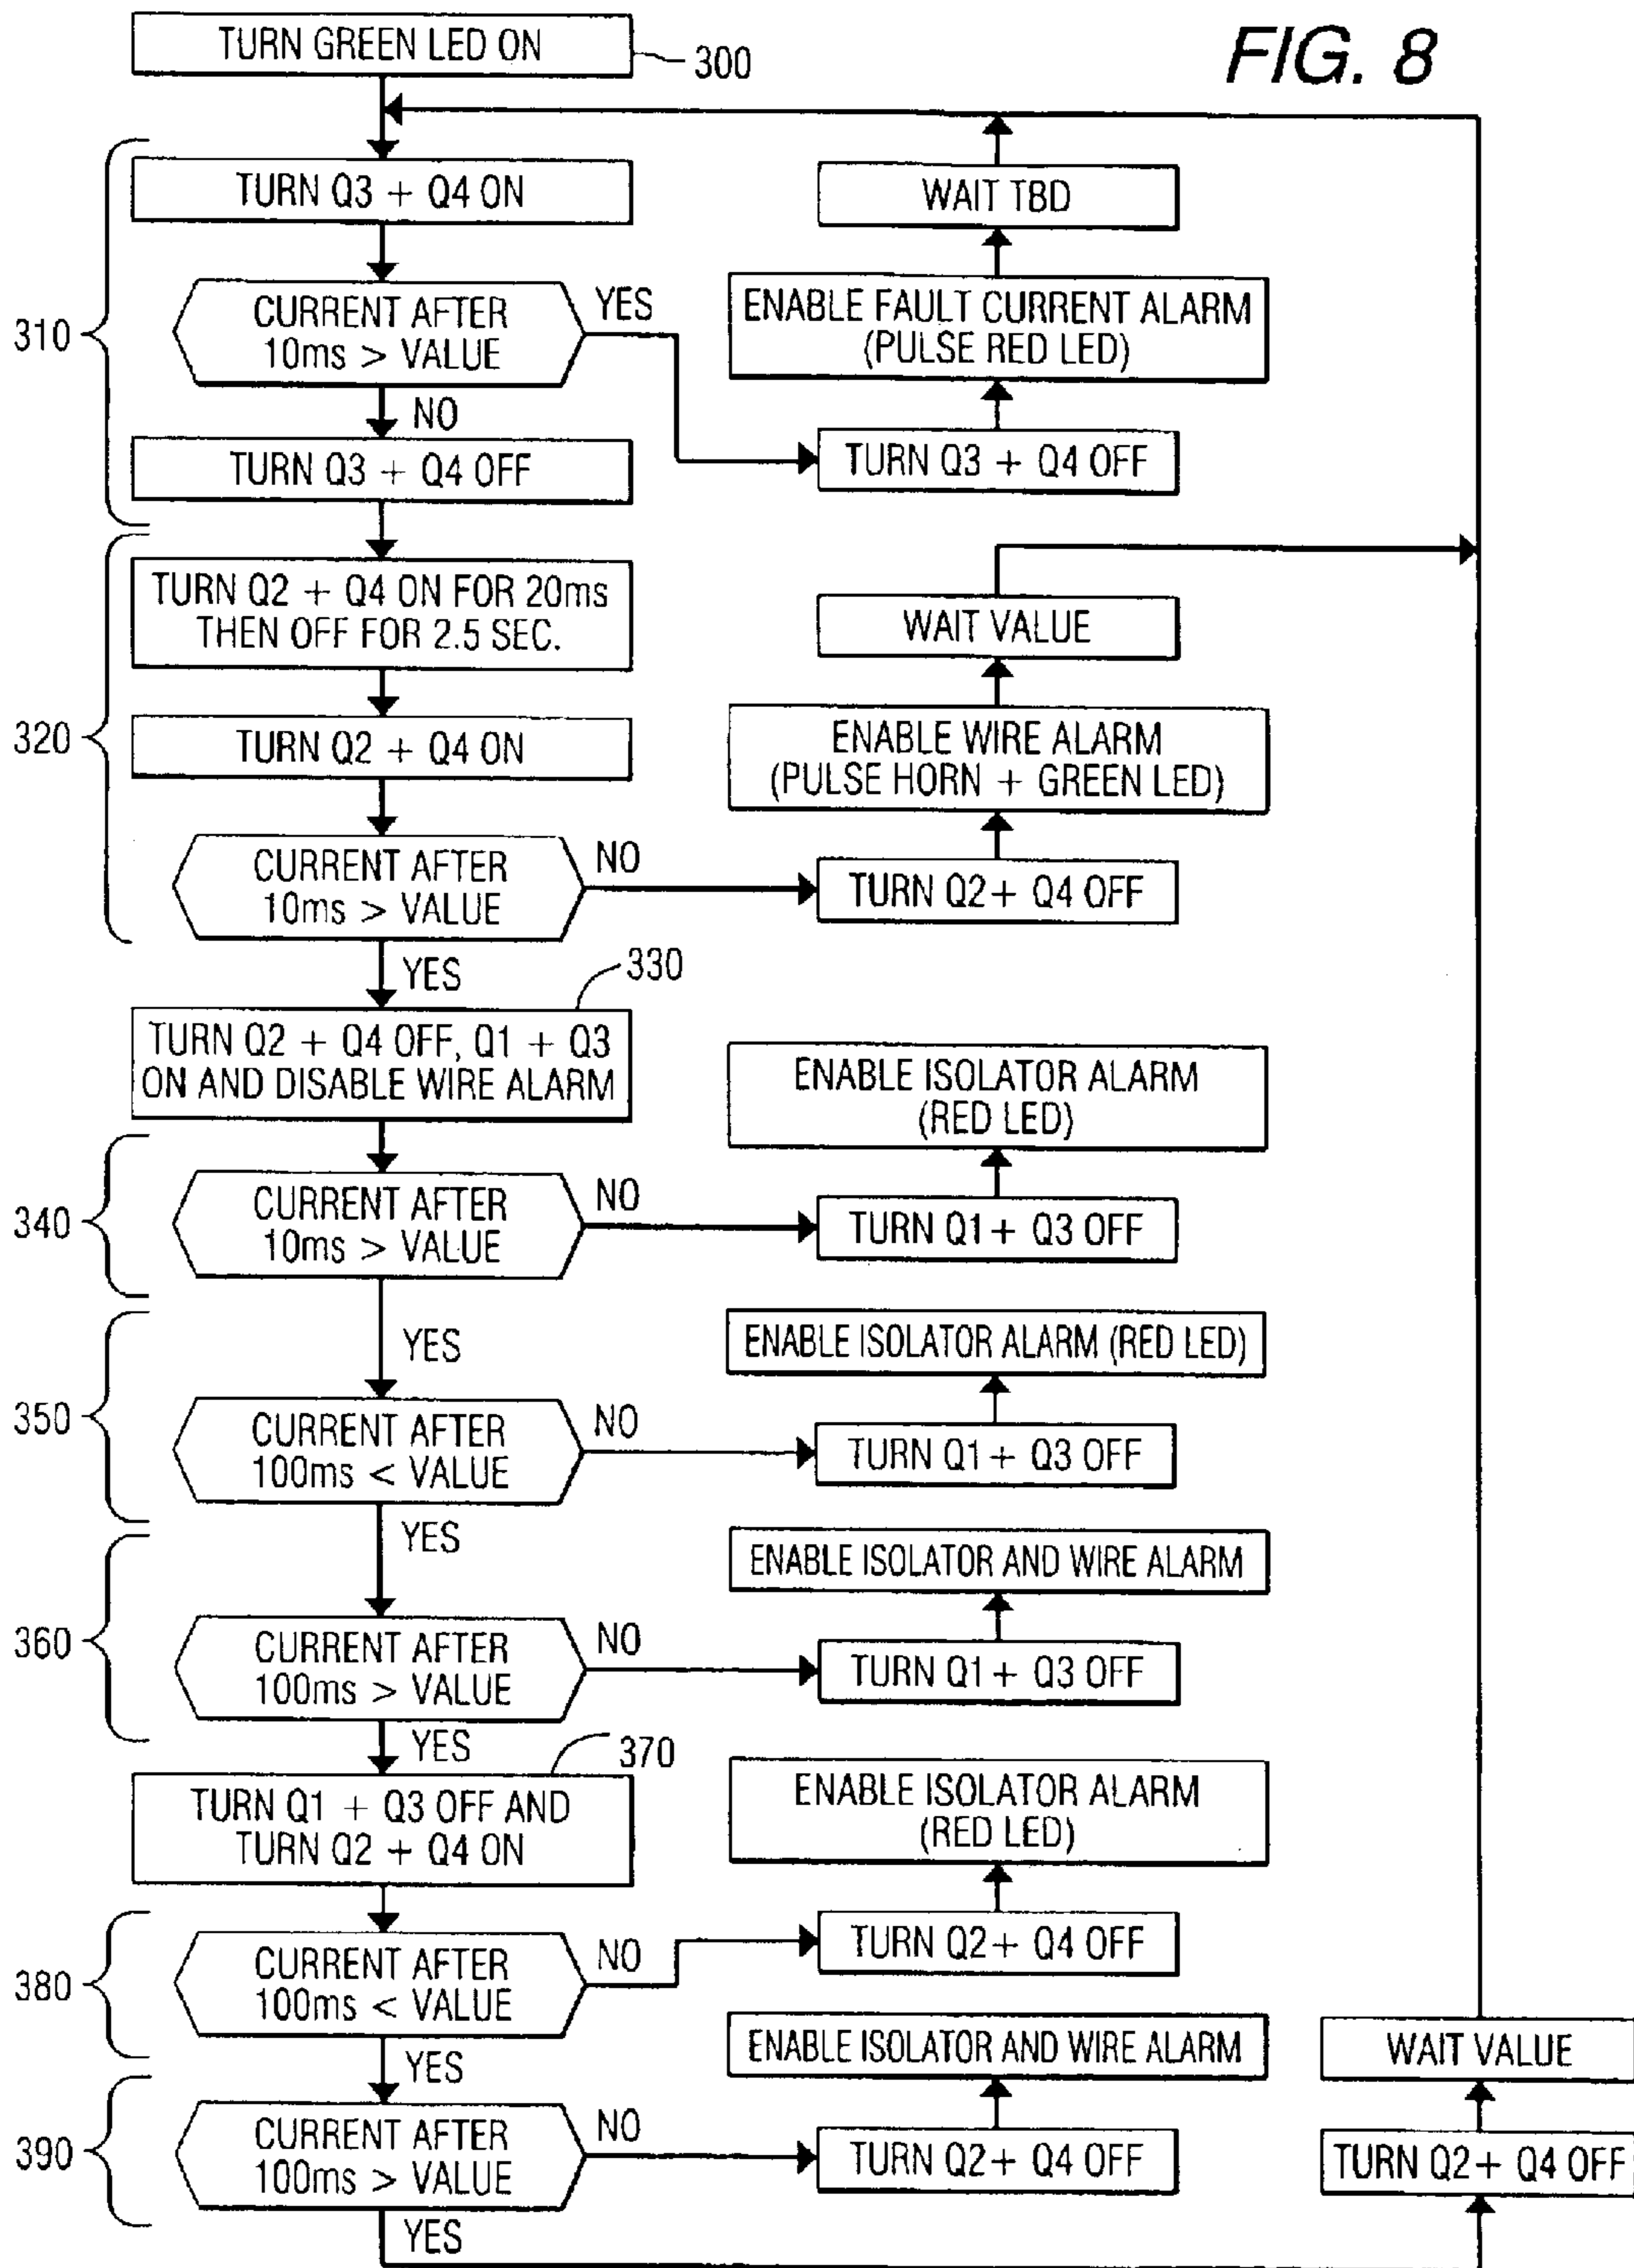 FIG. 8
TURN GREEN LED ON
300
TURN Q3 + Q4 ON
WAIT TBD
310
CURRENT AFTER
10ms > VALUE
YES
NO
ENABLE FAULT CURRENT ALARM
(PULSE RED LED)
TURN Q3 + Q4 OFF
TURN Q3 + Q4 OFF
320
TURN Q2 + Q4 ON FOR 20ms
THEN OFF FOR 2.5 SEC.
WAIT VALUE
TURN Q2 + Q4 ON
ENABLE WIRE ALARM
(PULSE HORN + GREEN LED)
CURRENT AFTER
10ms > VALUE
NO
TURN Q2+ Q4 OFF
YES
330
TURN Q2 + Q4 OFF, Q1 + Q3
ON AND DISABLE WIRE ALARM
ENABLE ISOLATOR ALARM
(RED LED)
340
CURRENT AFTER
10ms > VALUE
NO
TURN Q1 + Q3 OFF
YES
ENABLE ISOLATOR ALARM (RED LED)
350
CURRENT AFTER
100ms < VALUE
NO
TURN Q1 + Q3 OFF
YES
ENABLE ISOLATOR AND WIRE ALARM
360
CURRENT AFTER
100ms > VALUE
NO
TURN Q1 + Q3 OFF
YES
370
TURN Q1 + Q3 OFF AND
TURN Q2 + Q4 ON
ENABLE ISOLATOR ALARM
(RED LED)
380
CURRENT AFTER
100ms < VALUE
NO
TURN Q2+ Q4 OFF
YES
ENABLE ISOLATOR AND WIRE ALARM
WAIT VALUE
390
CURRENT AFTER
100ms > VALUE
NO
TURN Q2+ Q4 OFF
TURN Q2+ Q4 OFF
YES